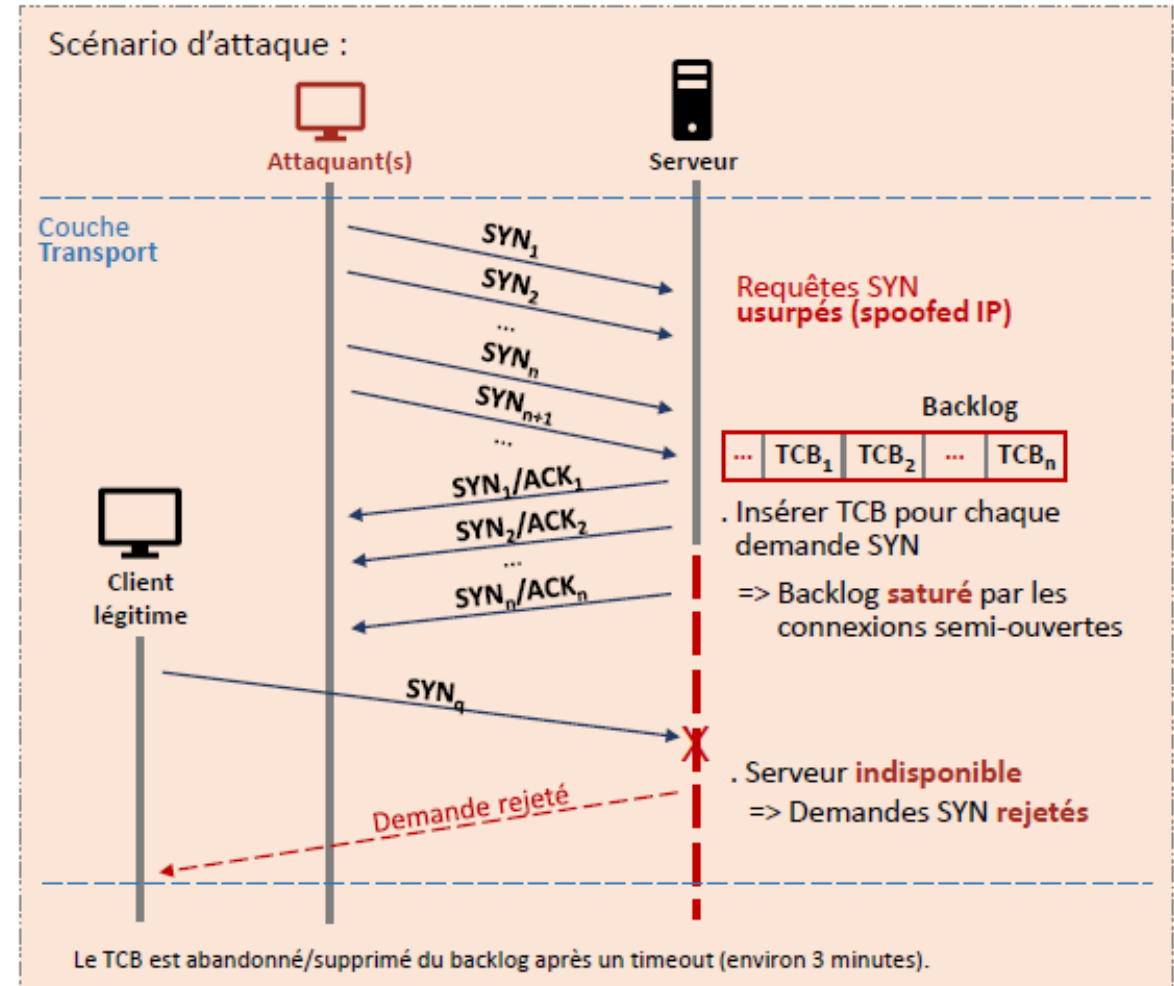 Scénario d'attaque :
Attaquant(s)
Serveur
Couche
Transport
SYN₁
SYN₂
...
SYNₙ
SYNₙ₊₁
...
Requêtes SYN
usurpés (spoofed IP)
Backlog
... TCB₁ TCB₂ ... TCBₙ
SYN₁/ACK₁
SYN₂/ACK₂
...
SYNₙ/ACKₙ
. Insérer TCB pour chaque
demande SYN
=> Backlog saturé par les
connexions semi-ouvertes
Client
légitime
SYN_q
X
. Serveur indisponible
=> Demandes SYN rejetés
Demande rejeté
Le TCB est abandonné/supprimé du backlog après un timeout (environ 3 minutes).